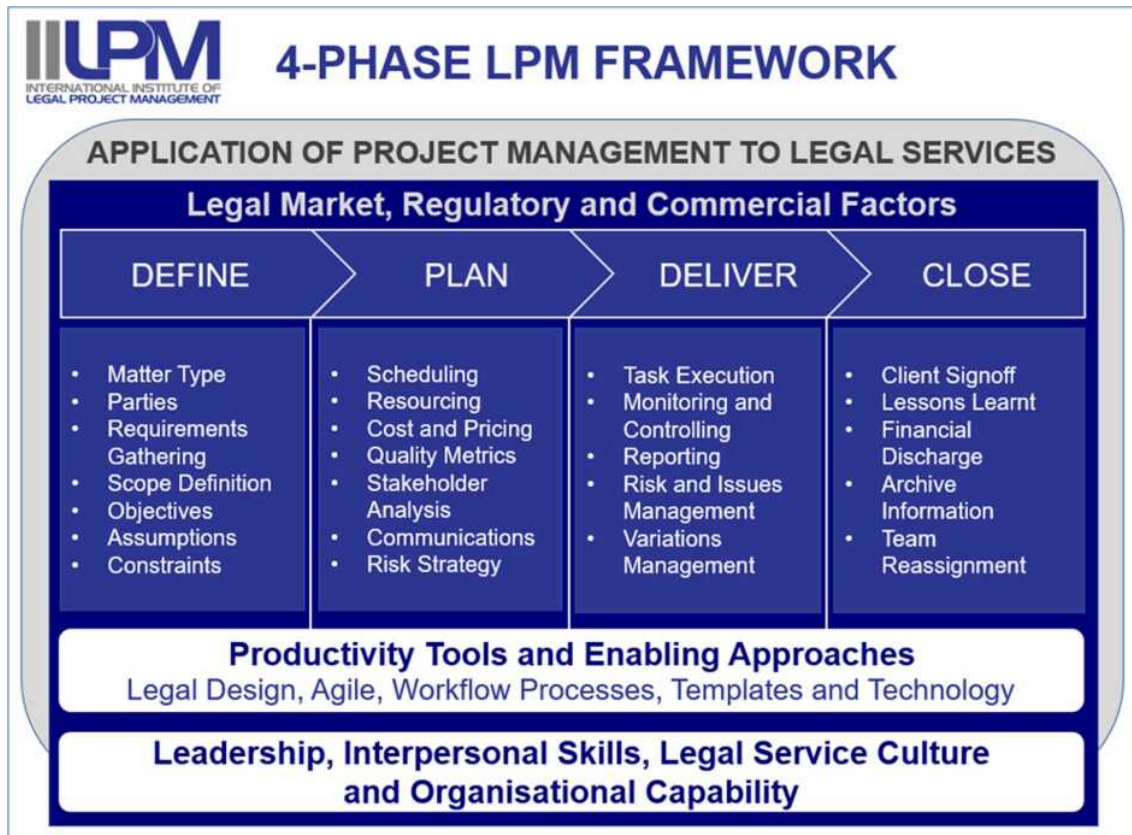 IILPM
INTERNATIONAL INSTITUTE OF
LEGAL PROJECT MANAGEMENT
4-PHASE LPM FRAMEWORK
APPLICATION OF PROJECT MANAGEMENT TO LEGAL SERVICES
Legal Market, Regulatory and Commercial Factors
DEFINE
• Matter Type
• Parties
• Requirements
Gathering
• Scope Definition
• Objectives
• Assumptions
• Constraints
PLAN
• Scheduling
• Resourcing
• Cost and Pricing
• Quality Metrics
• Stakeholder
Analysis
• Communications
• Risk Strategy
DELIVER
• Task Execution
• Monitoring and
Controlling
• Reporting
• Risk and Issues
Management
• Variations
Management
CLOSE
• Client Signoff
• Lessons Learnt
• Financial
Discharge
• Archive
Information
• Team
Reassignment
Productivity Tools and Enabling Approaches
Legal Design, Agile, Workflow Processes, Templates and Technology
Leadership, Interpersonal Skills, Legal Service Culture
and Organisational Capability